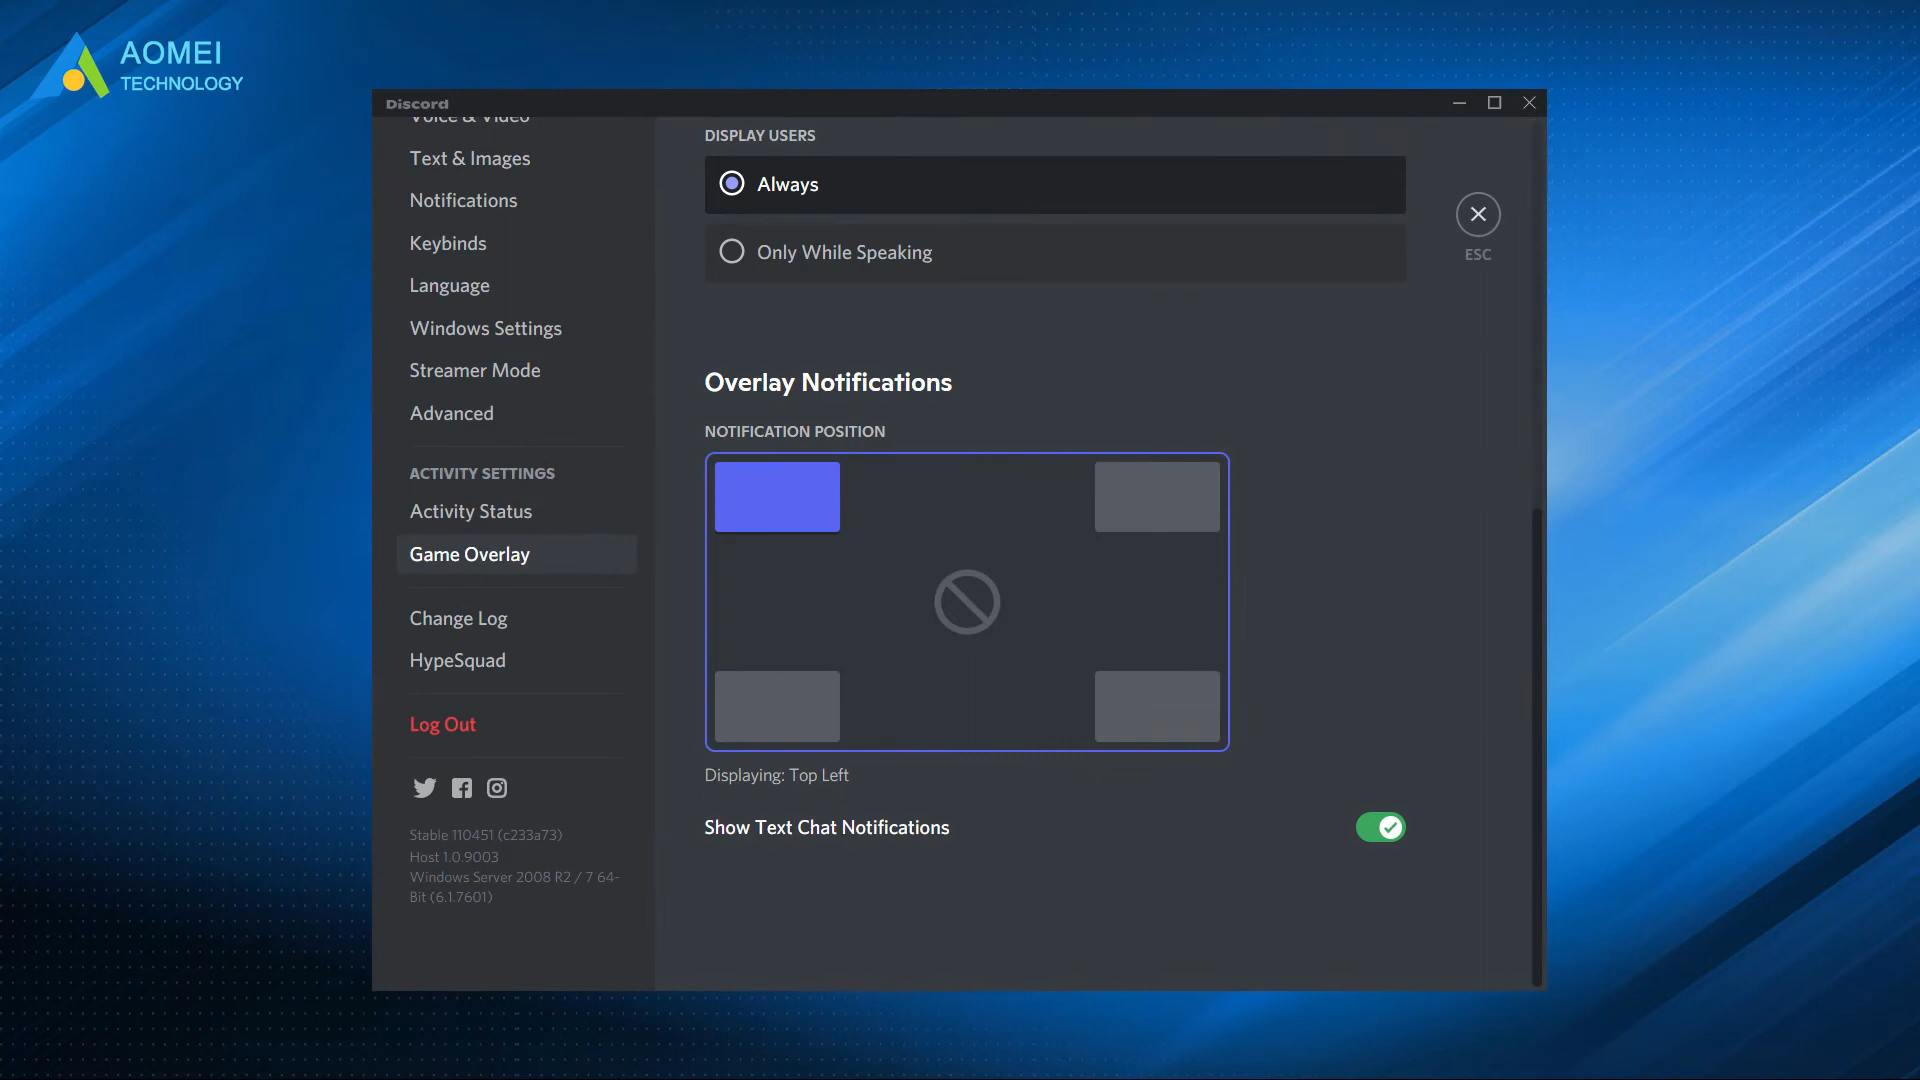 AOMEI
TECHNOLOGY
Discord
Voice & Video
Text & Images
Notifications
Keybinds
Language
Windows Settings
Streamer Mode
Advanced
ACTIVITY SETTINGS
Activity Status
Game Overlay
Change Log
HypeSquad
Log Out
Stable 110451 (c233a73)
Host 1.0.9003
Windows Server 2008 R2 / 7 64-
Bit (6.1.7601)
DISPLAY USERS
Always
Only While Speaking
ESC
Overlay Notifications
NOTIFICATION POSITION
Displaying: Top Left
Show Text Chat Notifications